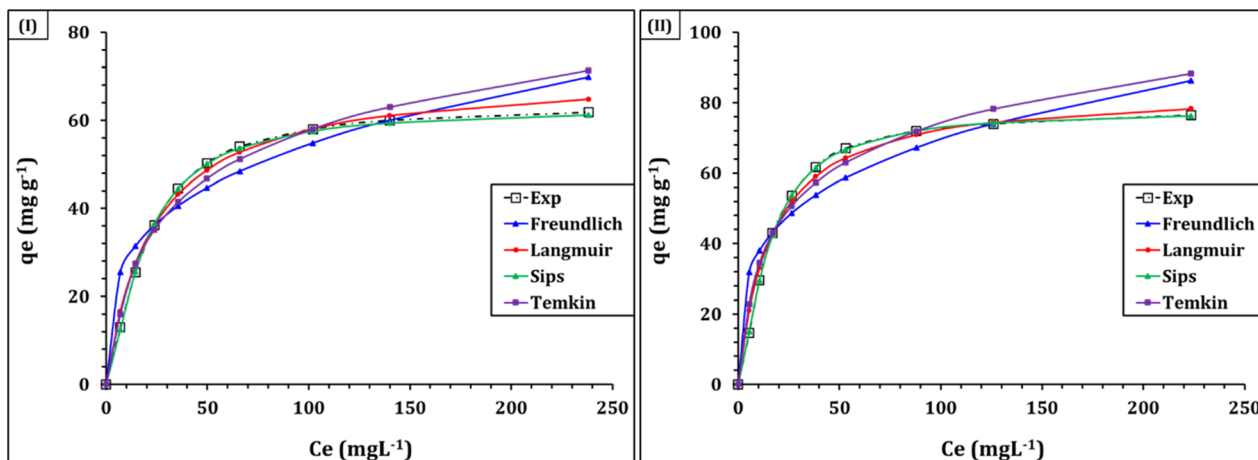 (I)
80
60
40
20
0
qe (mg g-1)
0 50 100 150 200 250
Ce (mgL-1)
Exp
Freundlich
Langmuir
Sips
Temkin
(II)
100
80
60
40
20
0
qe (mg g-1)
0 50 100 150 200 250
Ce (mgL-1)
Exp
Freundlich
Langmuir
Sips
Temkin